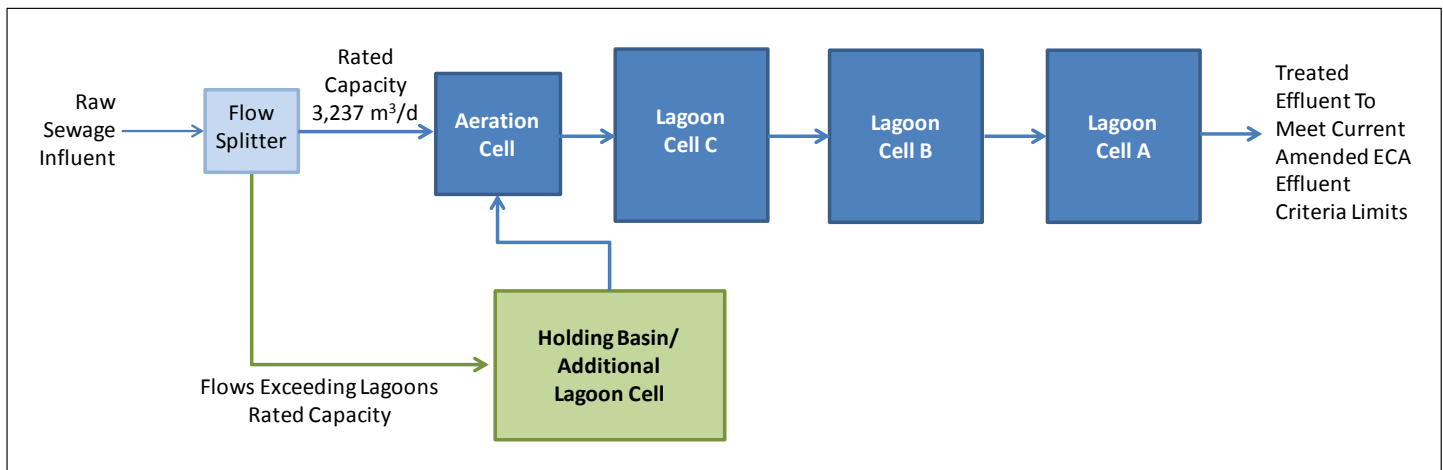 Raw
Sewage
Influent
Flow
Splitter
Rated
Capacity
3,237 m³/d
Aeration
Cell
Lagoon
Cell C
Lagoon
Cell B
Lagoon
Cell A
Treated
Effluent To
Meet Current
Amended ECA
Effluent
Criteria Limits
Flows Exceeding Lagoons
Rated Capacity
Holding Basin/
Additional
Lagoon Cell